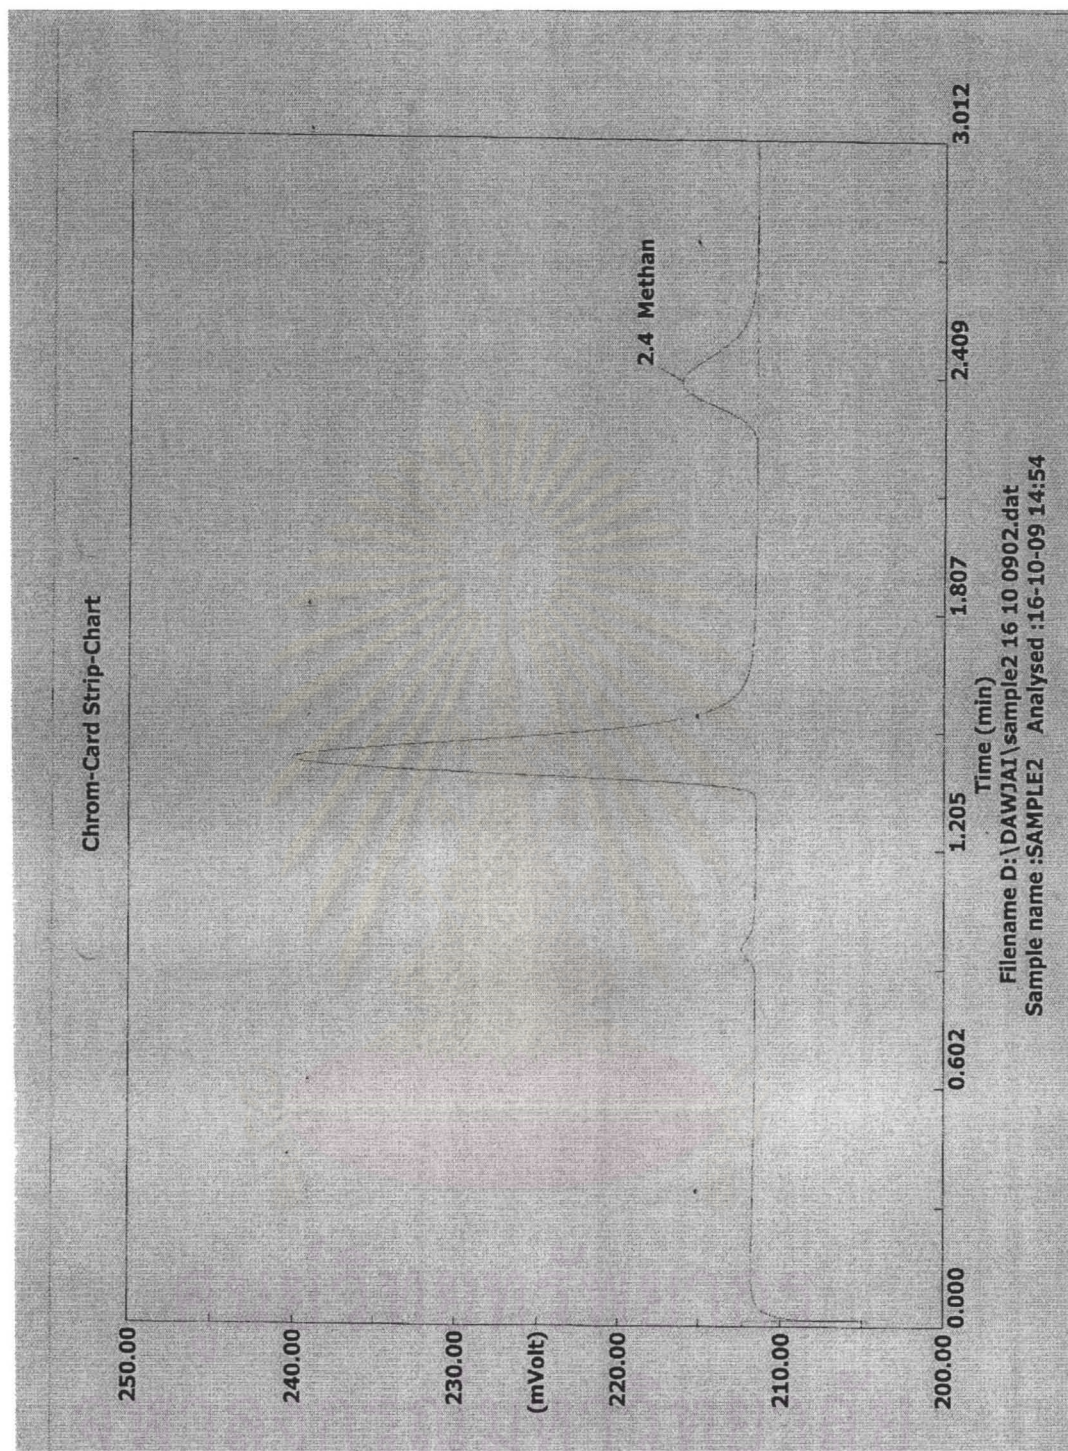 Chrom-Card Strip-Chart
250.00
240.00
230.00
(mVolt)
220.00
210.00
200.00
2.4 Methan
0.000
0.602
1.205
1.807
2.409
3.012
Time (min)
Filename D:\DAWJAI\sample2 16 10 0902.dat
Sample name :SAMPLE2 Analysed :16-10-09 14:54